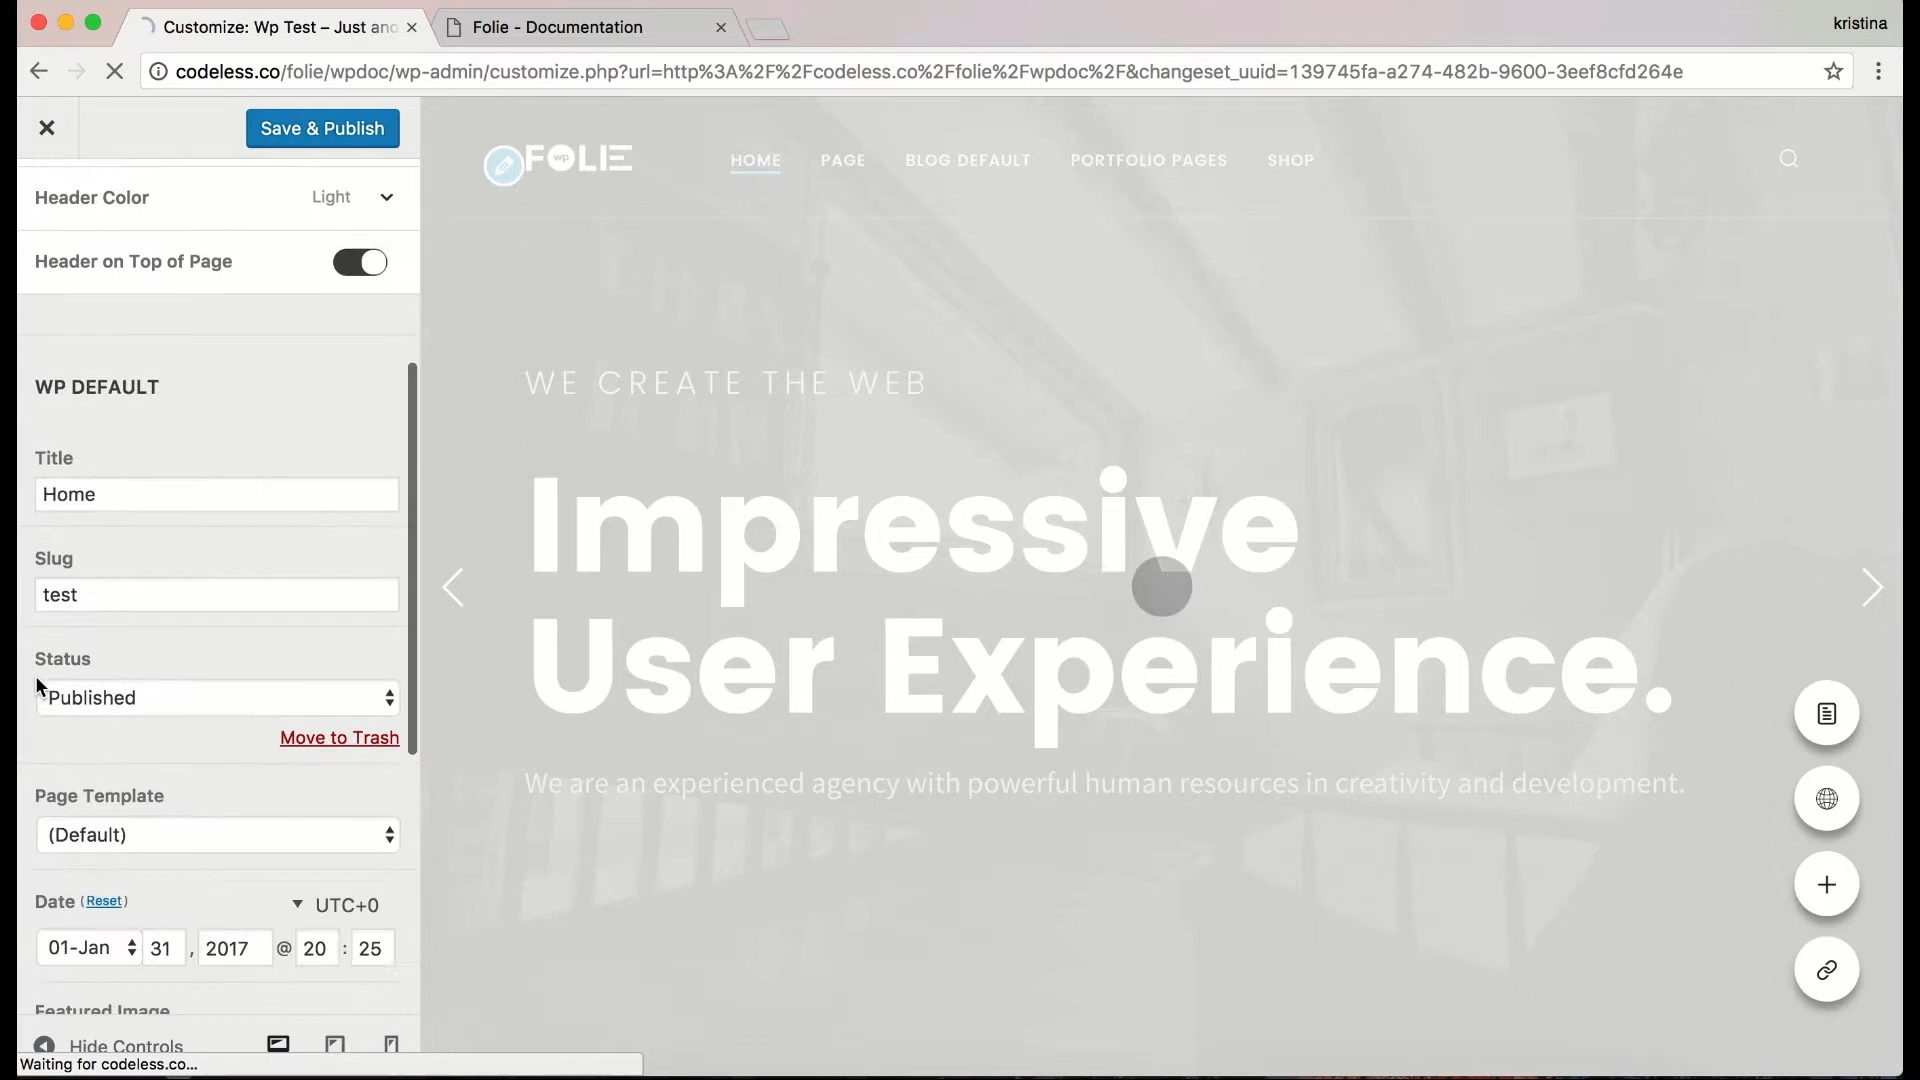 Customize: Wp Test – Just ano
Folie - Documentation
kristina
codeless.co/folie/wpdoc/wp-admin/customize.php?url=http%3A%2F%2Fcodeless.co%2Ffolie%2Fwpdoc%2F&changeset_uuid=139745fa-a274-482b-9600-3eef8cfd264e
Save & Publish
Header Color Light
Header on Top of Page
WP DEFAULT
Title
Home
Slug
test
Status
Published
Move to Trash
Page Template
(Default)
Date (Reset) UTC+0
01-Jan 31 , 2017 @ 20 : 25
Featured Image
Hide Controls
Waiting for codeless.co...
FOLIE
wp
HOME PAGE BLOG DEFAULT PORTFOLIO PAGES SHOP
WE CREATE THE WEB
Impressive
User Experience.
We are an experienced agency with powerful human resources in creativity and development.